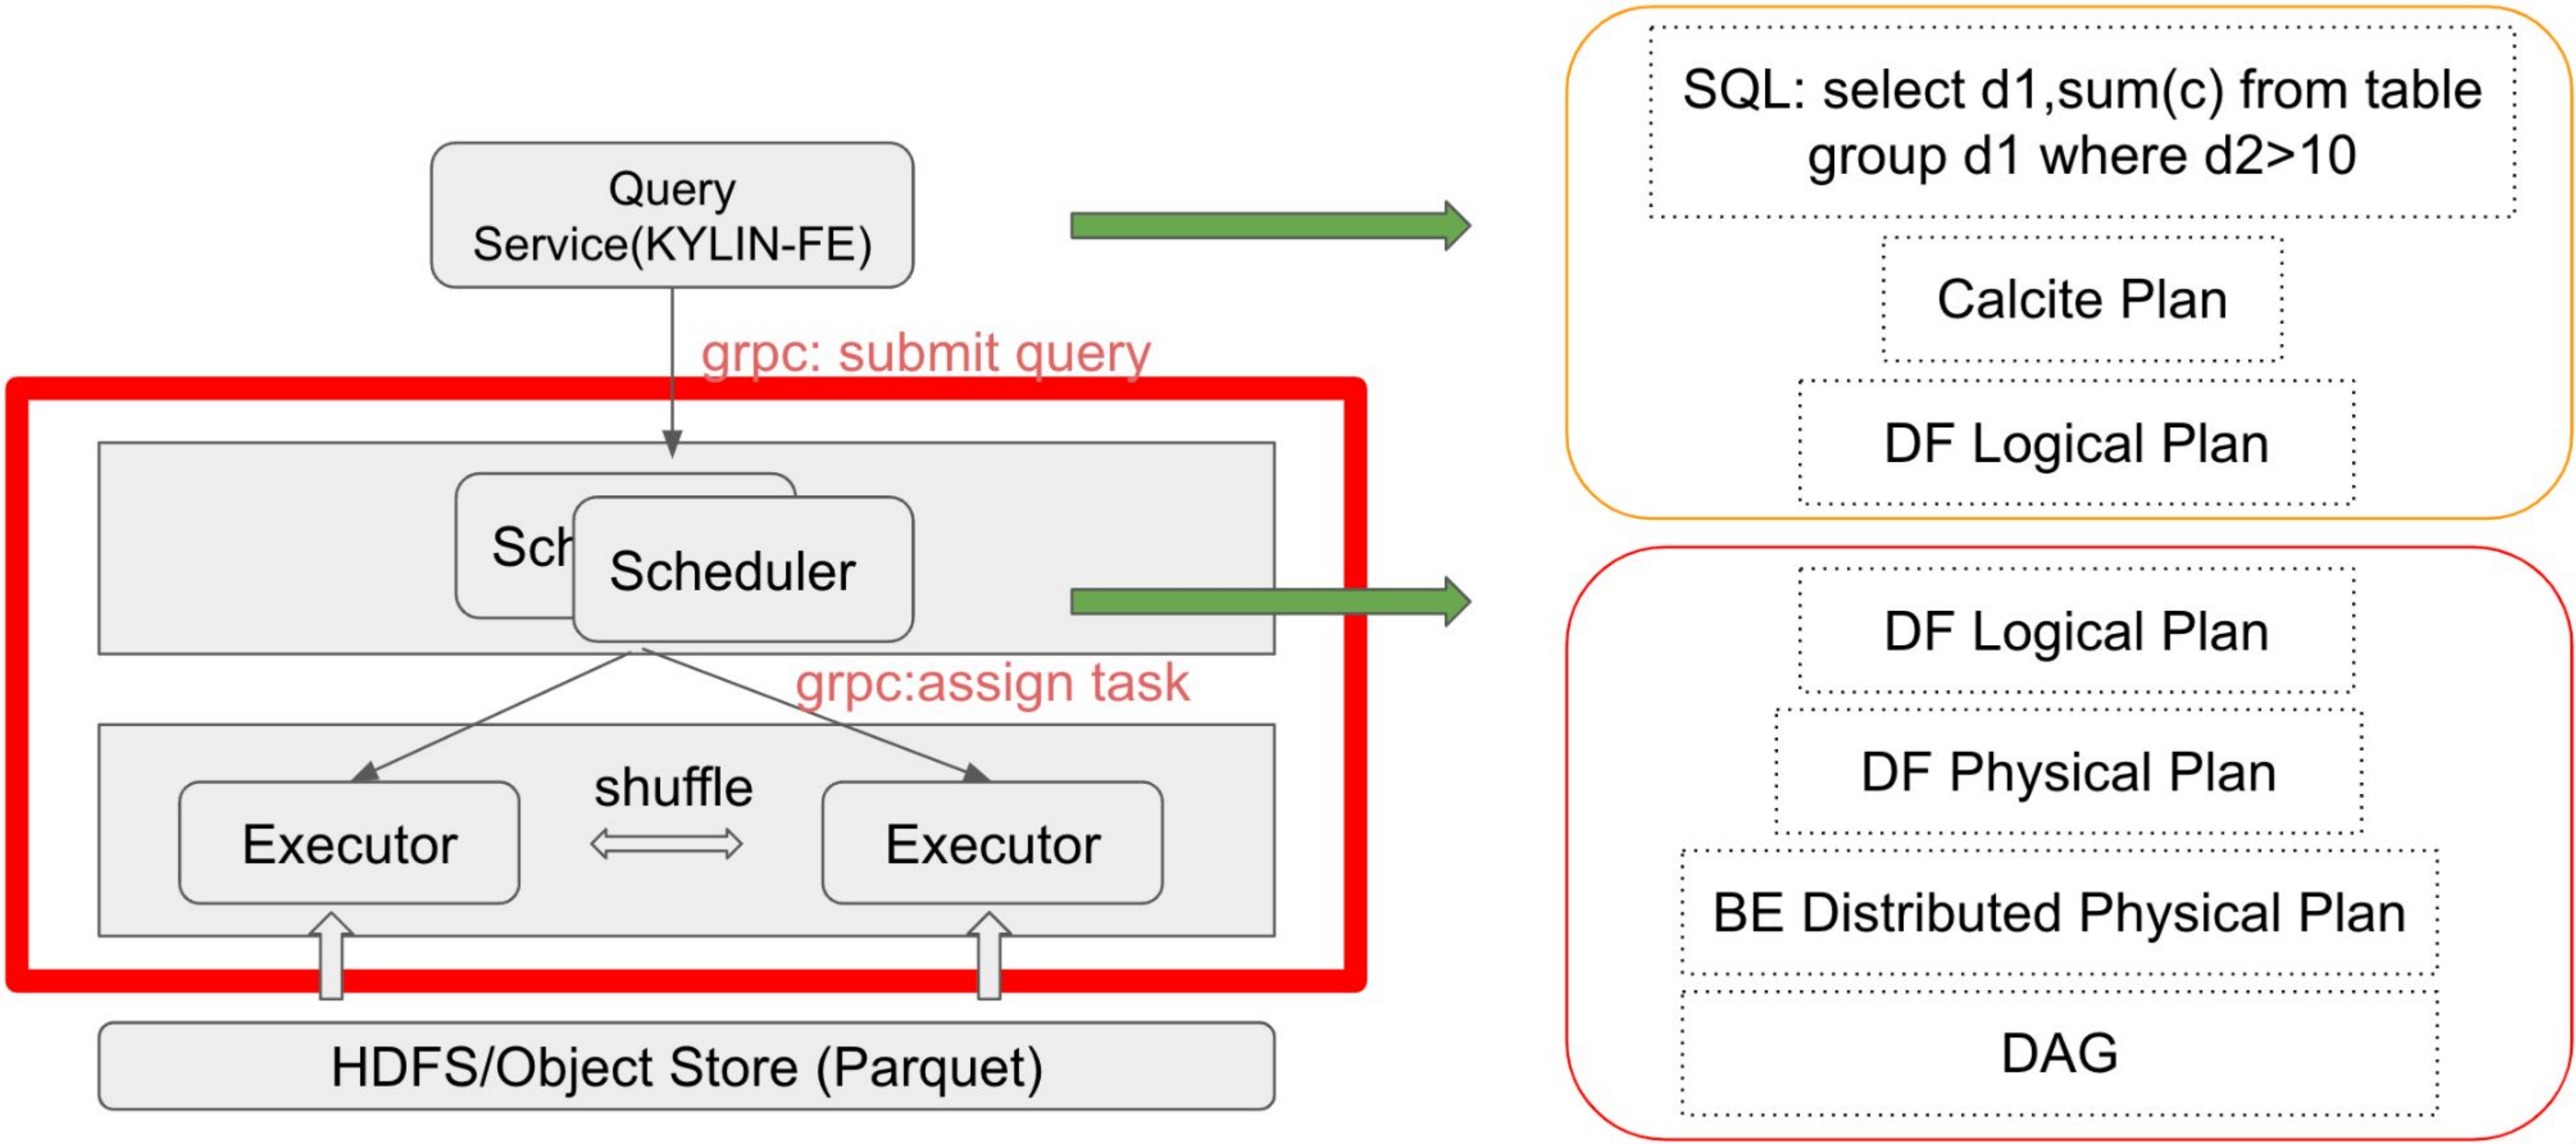 Query
Service(KYLIN-FE)
grpc: submit query
Sch
Scheduler
grpc:assign task
Executor
shuffle
Executor
HDFS/Object Store (Parquet)
SQL: select d1,sum(c) from table
group d1 where d2>10
Calcite Plan
DF Logical Plan
DF Logical Plan
DF Physical Plan
BE Distributed Physical Plan
DAG